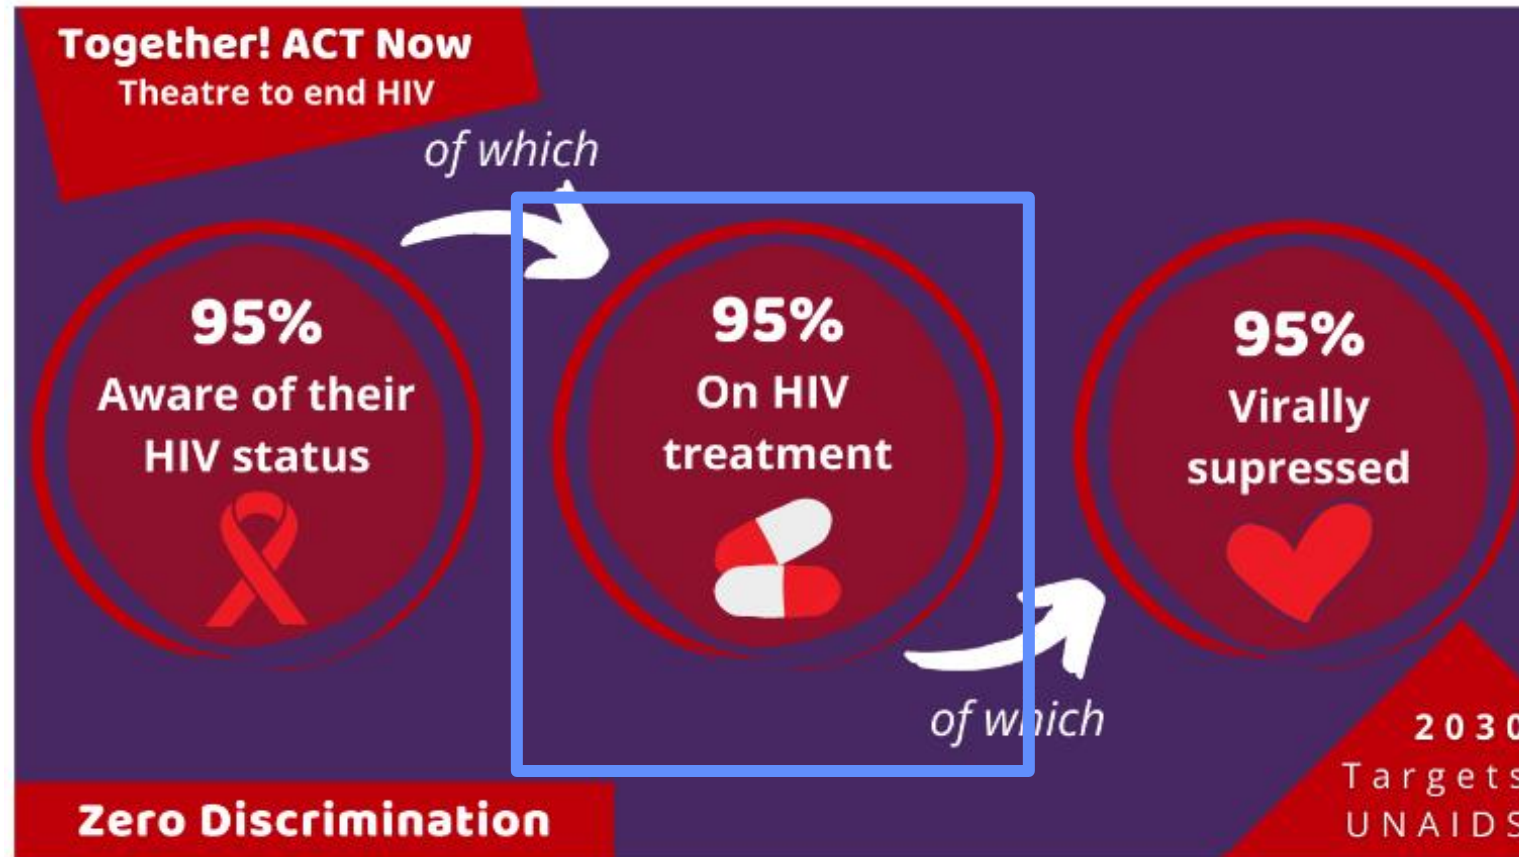 Together! ACT Now
Theatre to end HIV
of which
95%
Aware of their
HIV status
95%
On HIV
treatment
of which
95%
Virally
supressed
2030
Targets
UNAIDS
Zero Discrimination